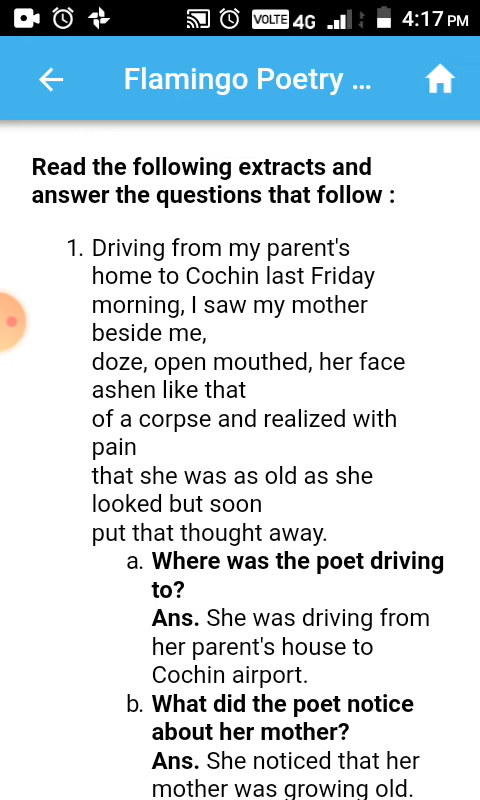 VOLTE 4G 4:17 PM
Flamingo Poetry ...
Read the following extracts and
answer the questions that follow :
1. Driving from my parent's
home to Cochin last Friday
morning, I saw my mother
beside me,
doze, open mouthed, her face
ashen like that
of a corpse and realized with
pain
that she was as old as she
looked but soon
put that thought away.
a. Where was the poet driving
to?
Ans. She was driving from
her parent's house to
Cochin airport.
b. What did the poet notice
about her mother?
Ans. She noticed that her
mother was growing old.